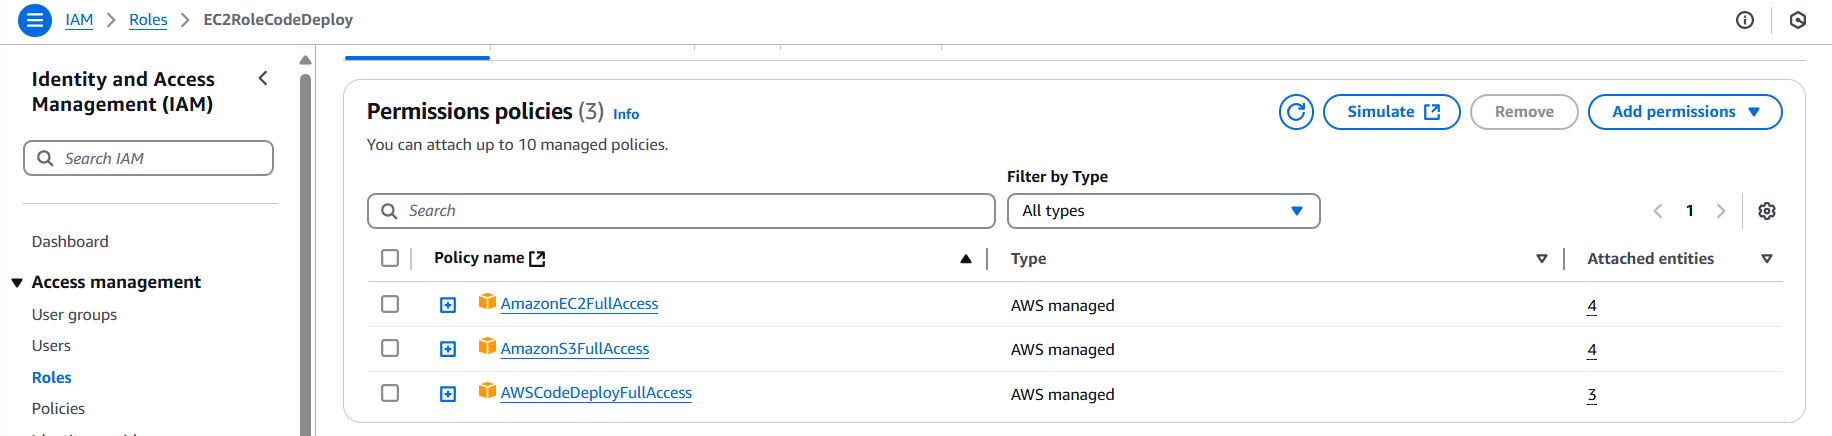 IAM > Roles > EC2RoleCodeDeploy
Identity and Access
Management (IAM)
Search IAM
Dashboard
Access management
User groups
Users
Roles
Policies
Permissions policies (3) Info
Simulate
Remove
Add permissions
You can attach up to 10 managed policies.
Filter by Type
Search
All types
1
Policy name Type Attached entities
AmazonEC2FullAccess AWS managed 4
AmazonS3FullAccess AWS managed 4
AWSCodeDeployFullAccess AWS managed 3